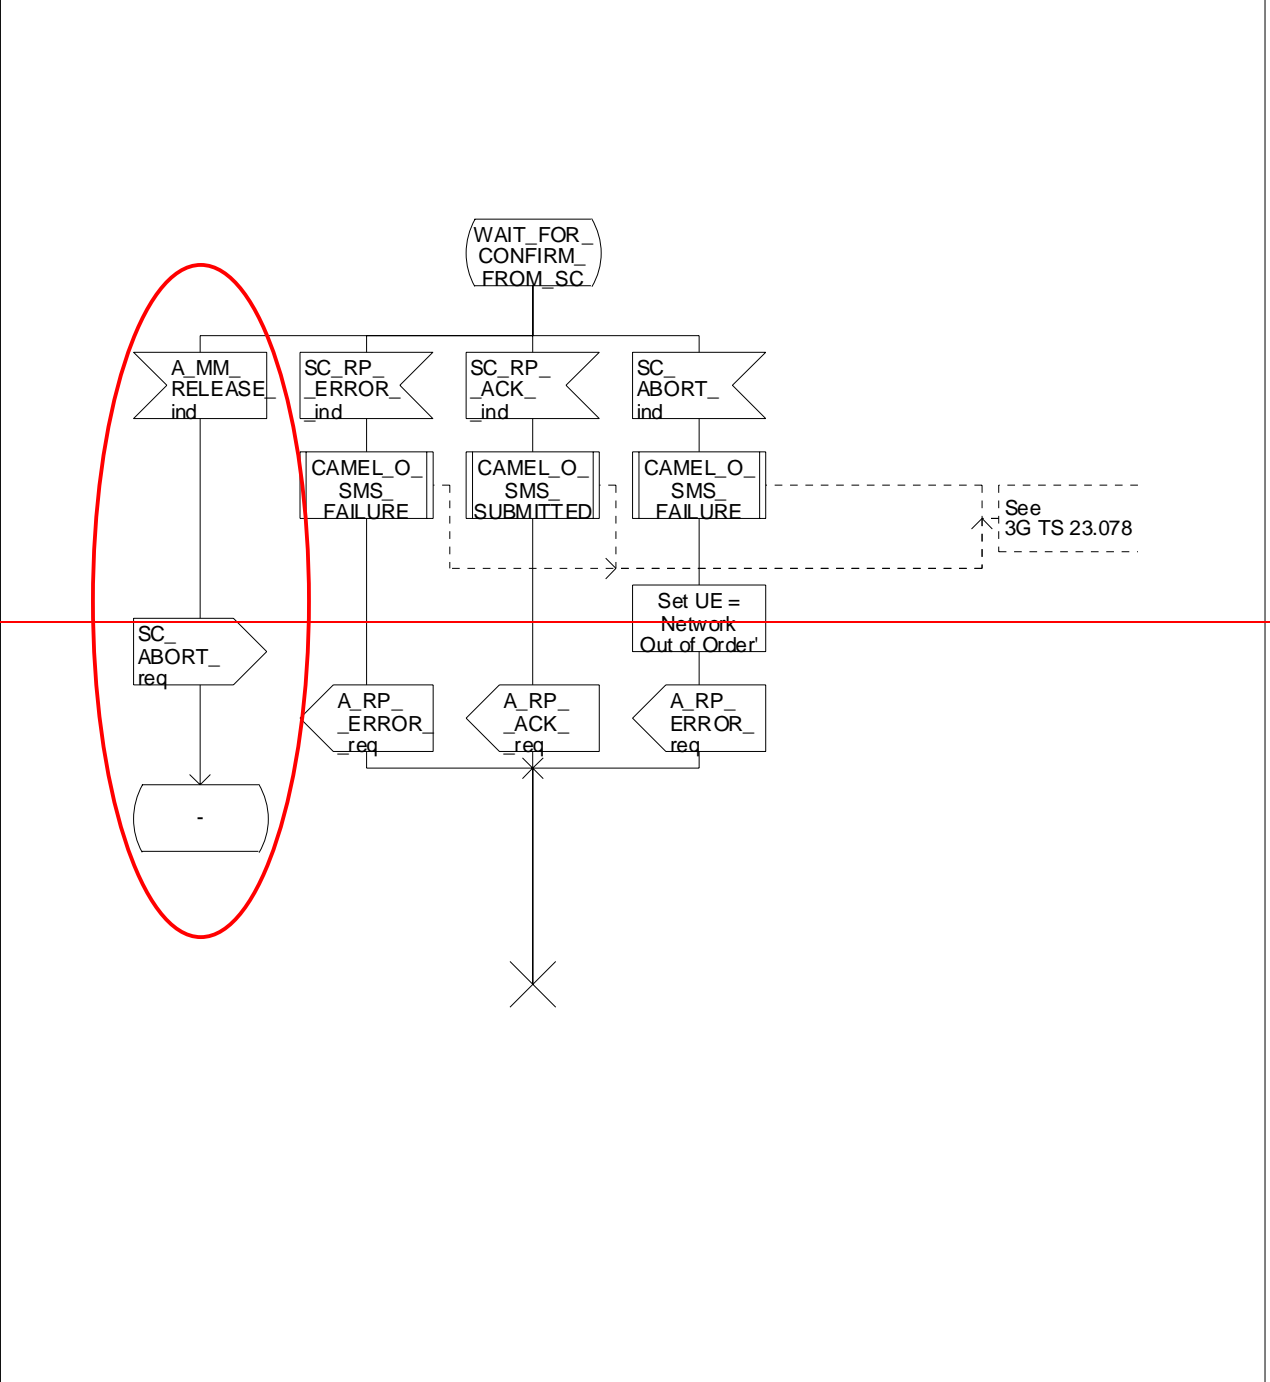 WAIT_FOR_
CONFIRM_
FROM_SC
A_MM_
RELEASE_
ind
SC_RP_
_ERROR_
_ind
SC_RP_
_ACK_
_ind
SC_
ABORT_
ind
CAMEL_O_
SMS_
FAILURE
CAMEL_O_
SMS_
SUBMITTED
CAMEL_O_
SMS_
FAILURE
See
3G TS 23.078
Set UE =
Network
Out of Order'
SC_
ABORT_
req
A_RP_
_ERROR_
_req
A_RP_
_ACK_
_req
A_RP_
ERROR_
req
-